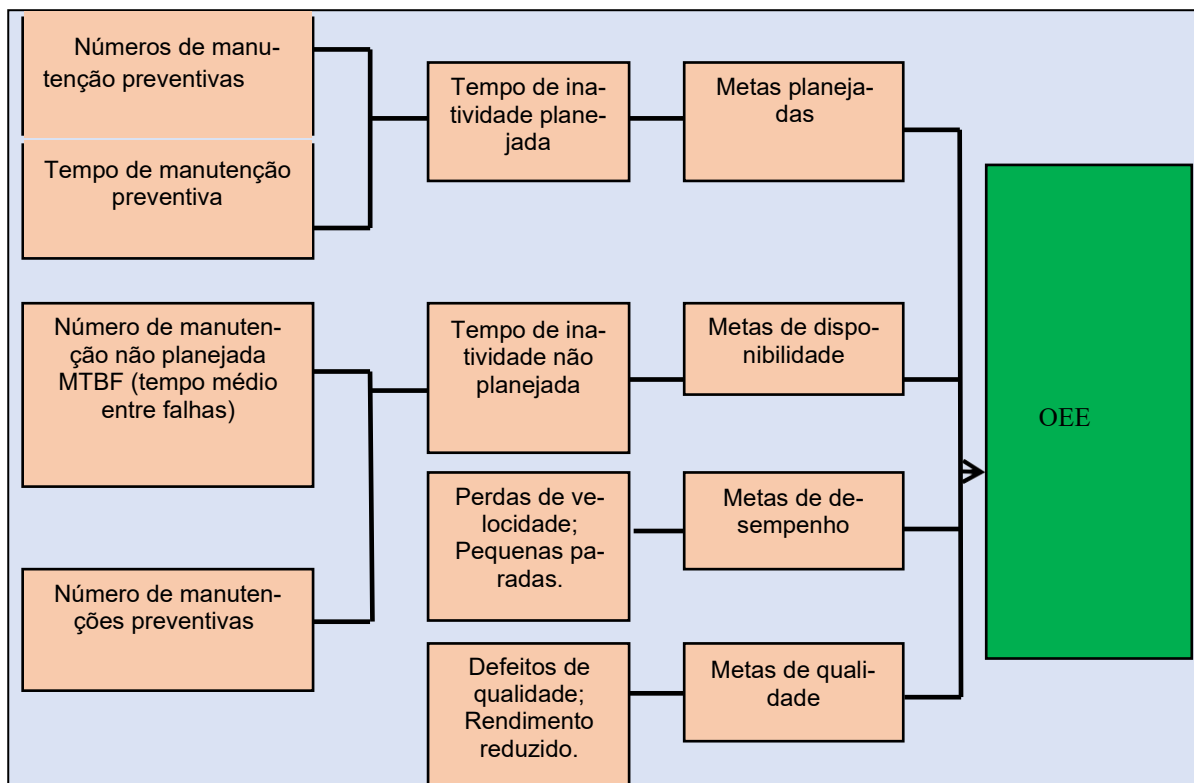 Números de manu-
tenção preventivas
Tempo de manutenção
preventiva
Tempo de ina-
tividade plane-
jada
Metas planeja-
das
Número de manuten-
ção não planejada
MTBF (tempo médio
entre falhas)
Tempo de ina-
tividade não
planejada
Metas de dispo-
nibilidade
OEE
Perdas de ve-
locidade;
Pequenas pa-
radas.
Metas de de-
sempenho
Número de manuten-
ções preventivas
Defeitos de
qualidade;
Rendimento
reduzido.
Metas de quali-
dade